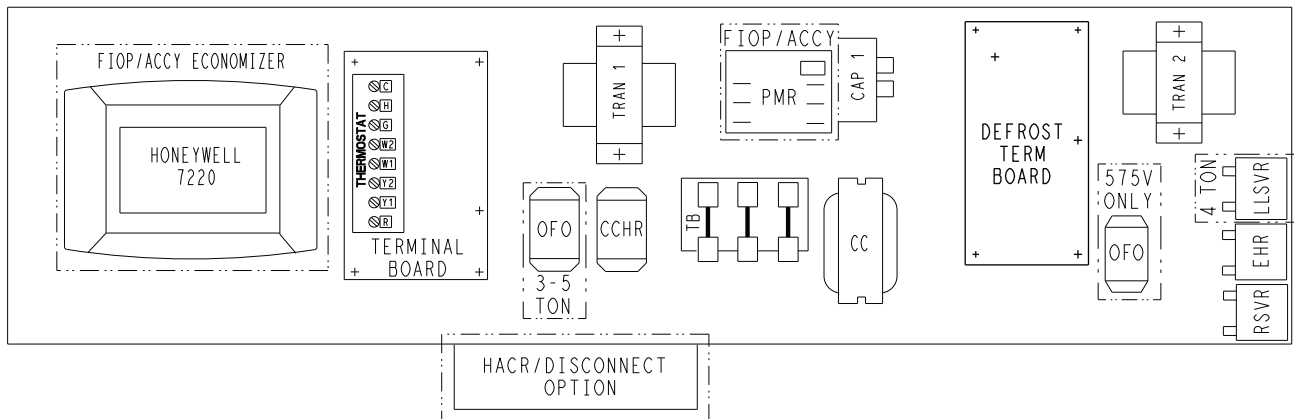 FIOP/ACCY ECONOMIZER
HONEYWELL
7220
THERMOSTAT
C
H
G
W2
W1
Y2
Y1
R
TERMINAL
BOARD
OFO
3-5
TON
CCHR
TRAN 1
FIOP/ACCY
PMR
CAP 1
TB
CC
DEFROST
TERM
BOARD
TRAN 2
575V
ONLY
OFO
4 TON
LLSVR
EHR
RSVR
HACR/DISCONNECT
OPTION